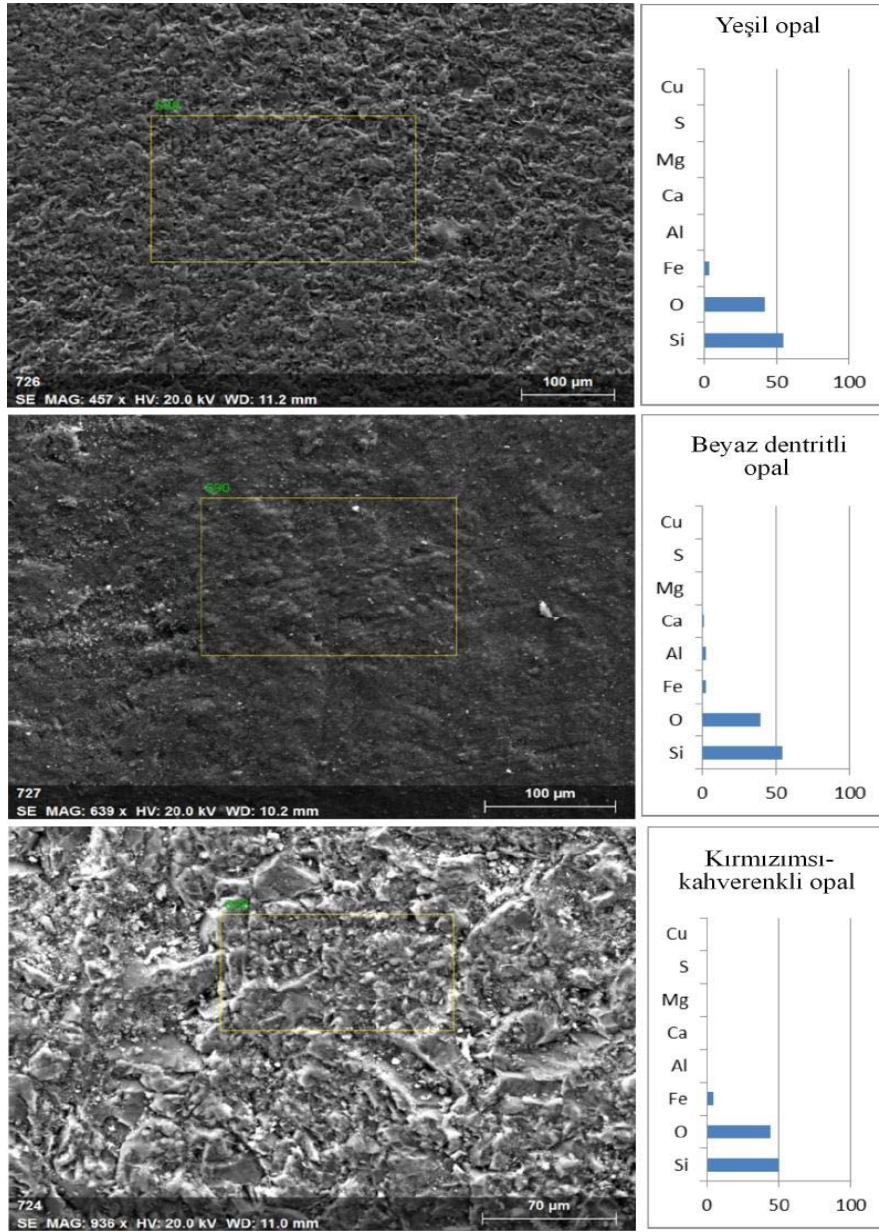 Yeşil opal
Cu
S
Mg
Ca
Al
Fe
O
Si
0 50 100
726
100 µm
SE MAG: 457 x HV: 20.0 kV WD: 11.2 mm
690
Beyaz dentritli
opal
Cu
S
Mg
Ca
Al
Fe
O
Si
0 50 100
727
100 µm
SE MAG: 639 x HV: 20.0 kV WD: 10.2 mm
Kırmızımsı-
kahverenkli opal
Cu
S
Mg
Ca
Al
Fe
O
Si
0 50 100
724
70 µm
SE MAG: 936 x HV: 20.0 kV WD: 11.0 mm